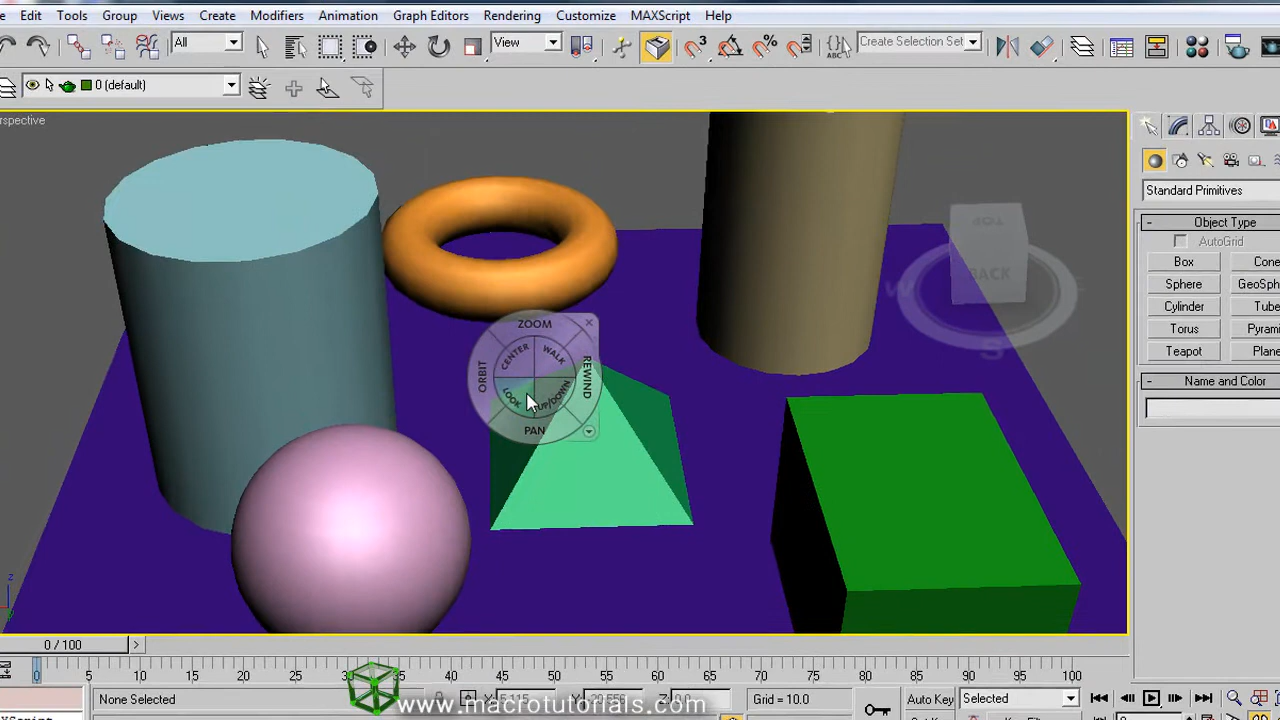 Edit Tools Group Views Create Modifiers Animation Graph Editors Rendering Customize MAXScript Help
All View 3 Create Selection Set
0 (default)
rspective
Standard Primitives
- Object Type
AutoGrid
Box Cone
Sphere GeoSph
Cylinder Tube
Torus Pyrami
Teapot Plane
- Name and Color
TOP
BACK
W
S
ZOOM
CENTER WALK
ORBIT REWIND
LOOK UP/DOWN
PAN
z
0 / 100 >
0 5 10 15 20 25 30 35 40 45 50 55 60 65 70 75 80 85 90 95 100
None Selected Grid = 10.0 Auto Key Selected
www.macrotutorials.com